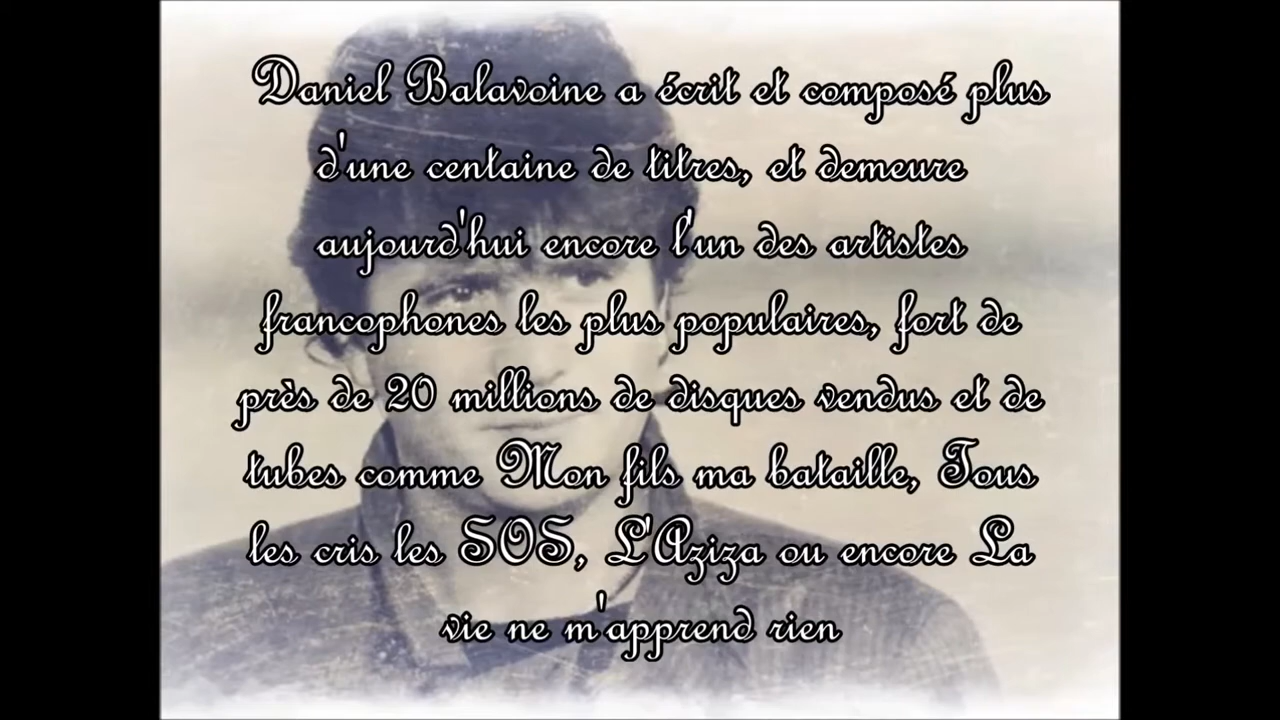 Daniel Balavoine a écrit et composé plus
d'une centaine de titres, et demeure
aujourd'hui encore l'un des artistes
francophones les plus populaires, fort de
près de 20 millions de disques vendus et de
tubes comme Mon fils ma bataille, Tous
les cris les SOS, L'Aziza ou encore La
vie ne m'apprend rien